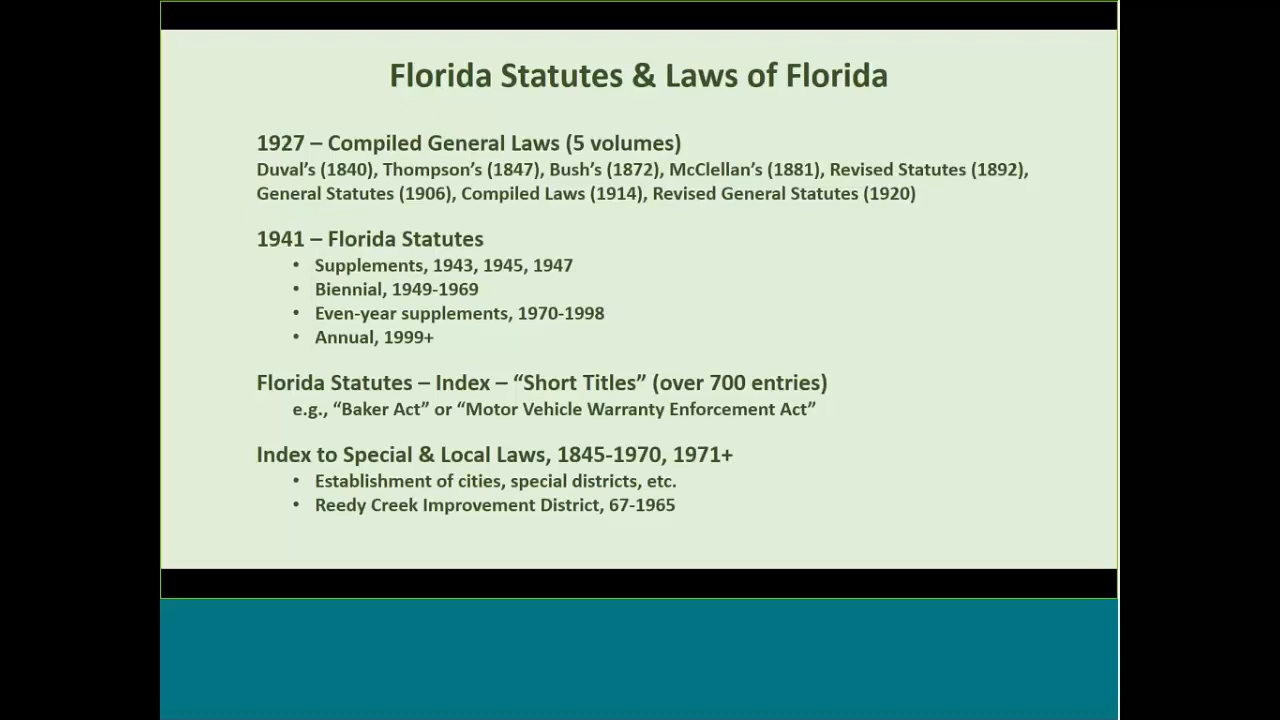 Florida Statutes & Laws of Florida
1927 – Compiled General Laws (5 volumes)
Duval’s (1840), Thompson’s (1847), Bush’s (1872), McClellan’s (1881), Revised Statutes (1892),
General Statutes (1906), Compiled Laws (1914), Revised General Statutes (1920)
1941 – Florida Statutes
• Supplements, 1943, 1945, 1947
• Biennial, 1949-1969
• Even-year supplements, 1970-1998
• Annual, 1999+
Florida Statutes – Index – “Short Titles” (over 700 entries)
e.g., “Baker Act” or “Motor Vehicle Warranty Enforcement Act”
Index to Special & Local Laws, 1845-1970, 1971+
• Establishment of cities, special districts, etc.
• Reedy Creek Improvement District, 67-1965